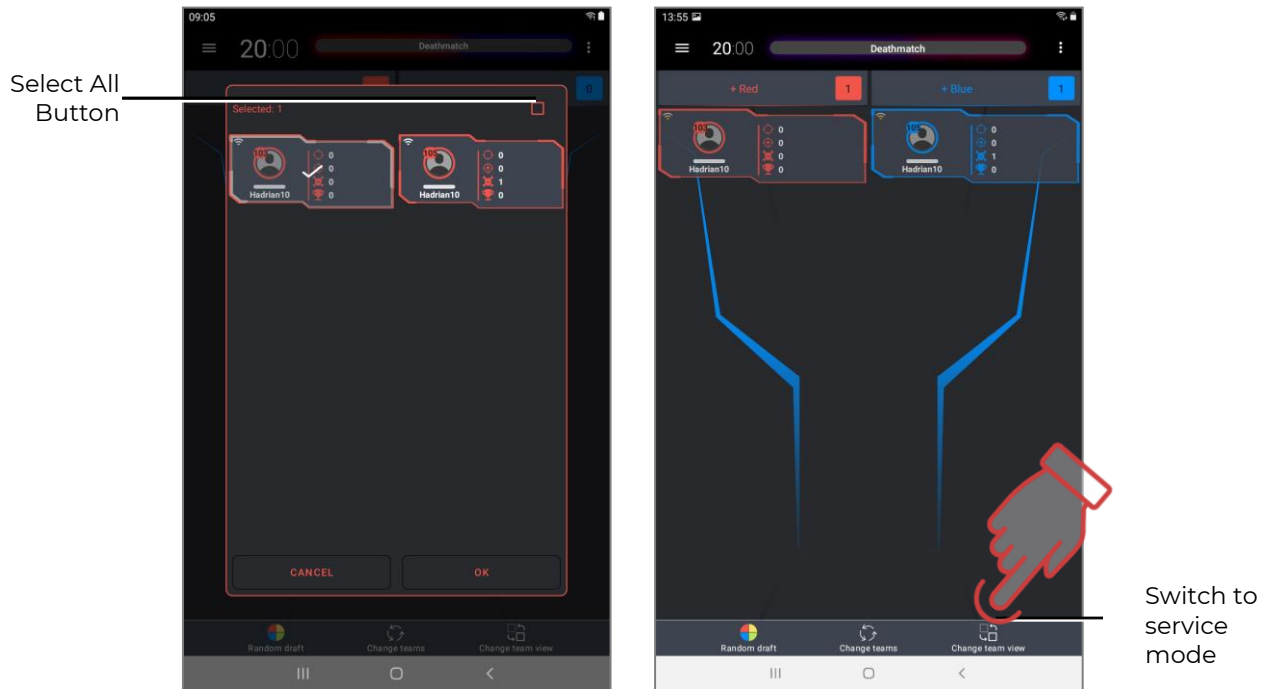 Select All
Button
09:05
20:00
Deathmatch
0
Selected: 1
103
0
0
0
0
Hadrian10
0
0
1
0
Hadrian10
CANCEL
OK
Random draft
Change teams
Change team view
13:55
20:00
Deathmatch
+ Red
1
+ Blue
1
103
0
0
0
0
Hadrian10
0
0
1
0
Hadrian10
Random draft
Change teams
Change team view
Switch to
service
mode